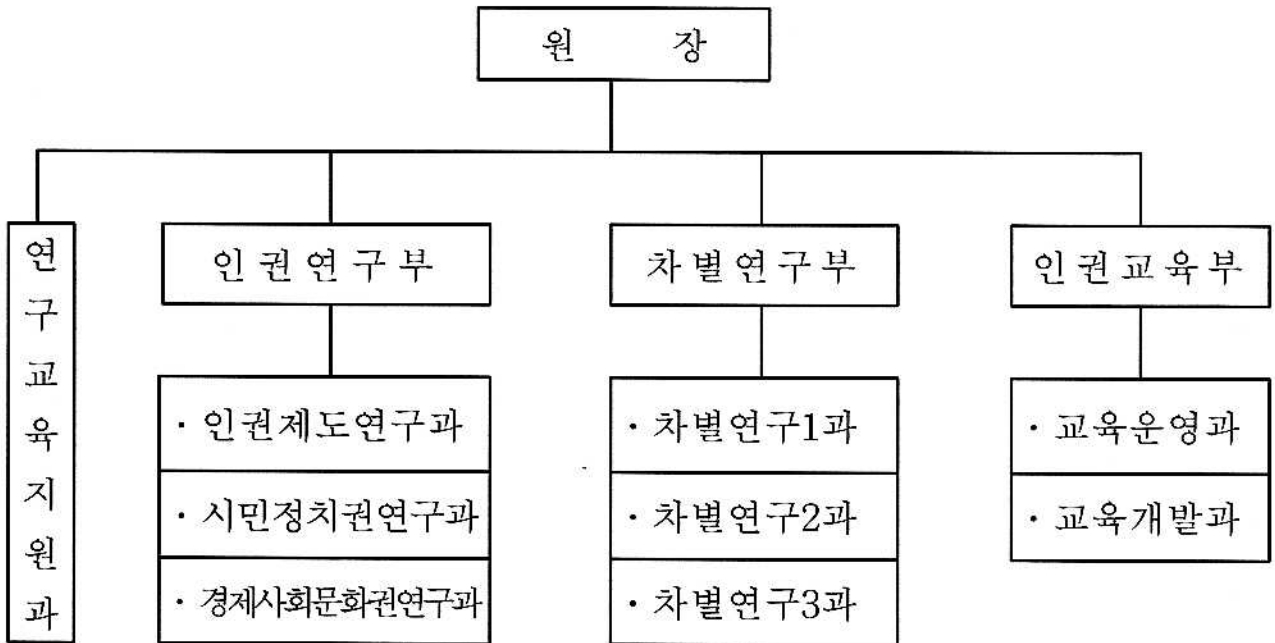 원 장
연구교육지원과
인권연구부
차별연구부
인권교육부
· 인권제도연구과
· 시민정치권연구과
· 경제사회문화권연구과
· 차별연구1과
· 차별연구2과
· 차별연구3과
· 교육운영과
· 교육개발과